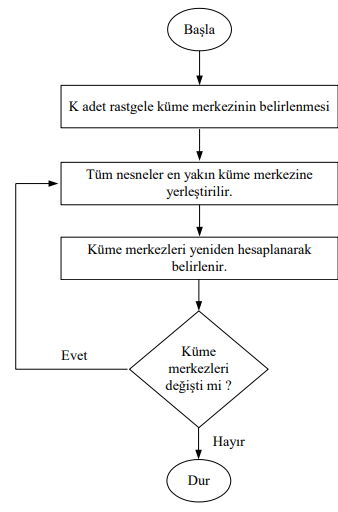 Başla
K adet rastgele küme merkezinin belirlenmesi
Tüm nesneler en yakın küme merkezine
yerleştirilir.
Küme merkezleri yeniden hesaplanarak
belirlenir.
Küme
merkezleri
değişti mi ?
Evet
Hayır
Dur